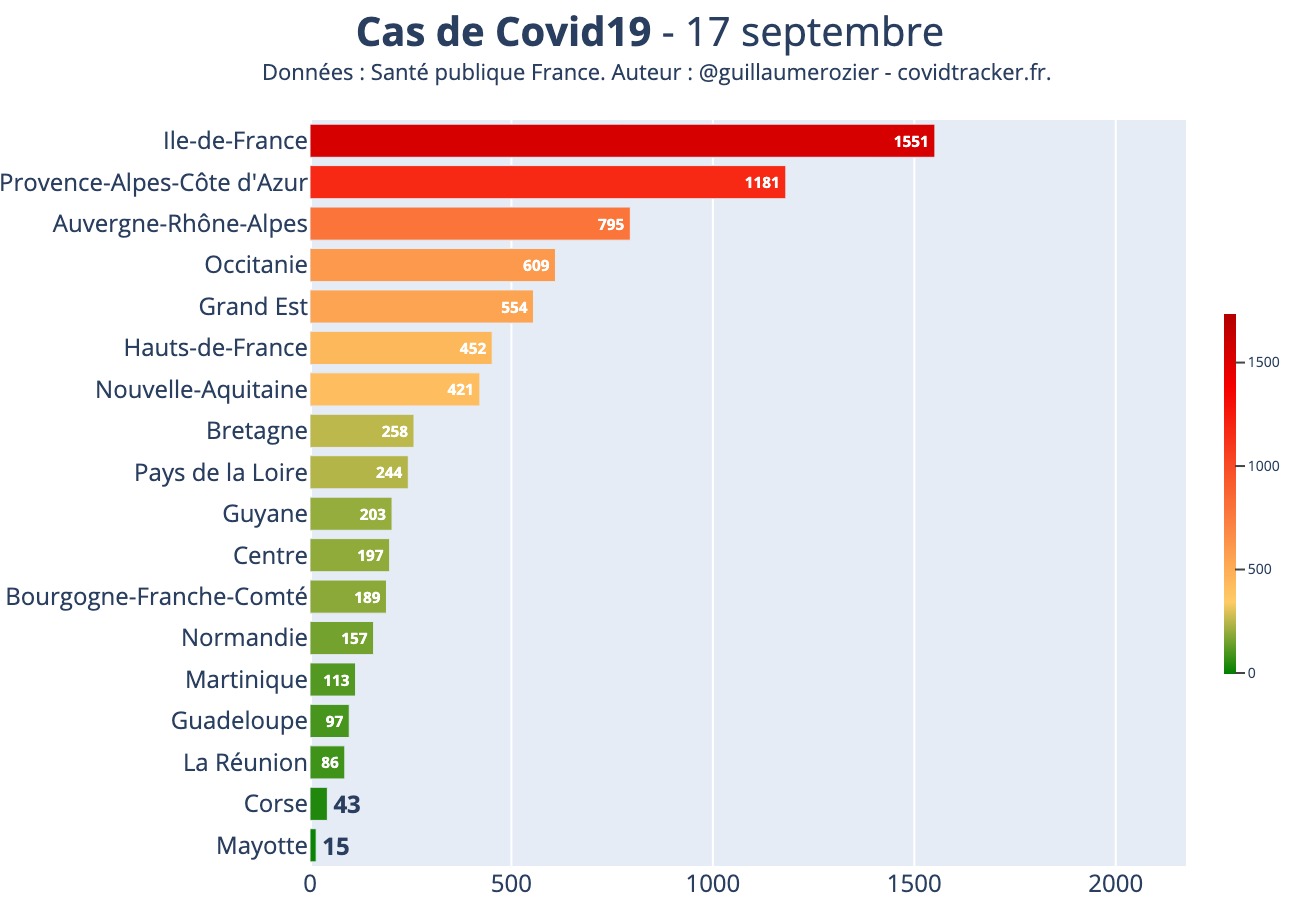 Cas de Covid19 - 17 septembre
Données : Santé publique France. Auteur : @guillaumerozier - covidtracker.fr.
Ile-de-France 1551
Provence-Alpes-Côte d'Azur 1181
Auvergne-Rhône-Alpes 795
Occitanie 609
Grand Est 554
Hauts-de-France 452
Nouvelle-Aquitaine 421
Bretagne 258
Pays de la Loire 244
Guyane 203
Centre 197
Bourgogne-Franche-Comté 189
Normandie 157
Martinique 113
Guadeloupe 97
La Réunion 86
Corse 43
Mayotte 15
0 500 1000 1500 2000
1500
1000
500
0